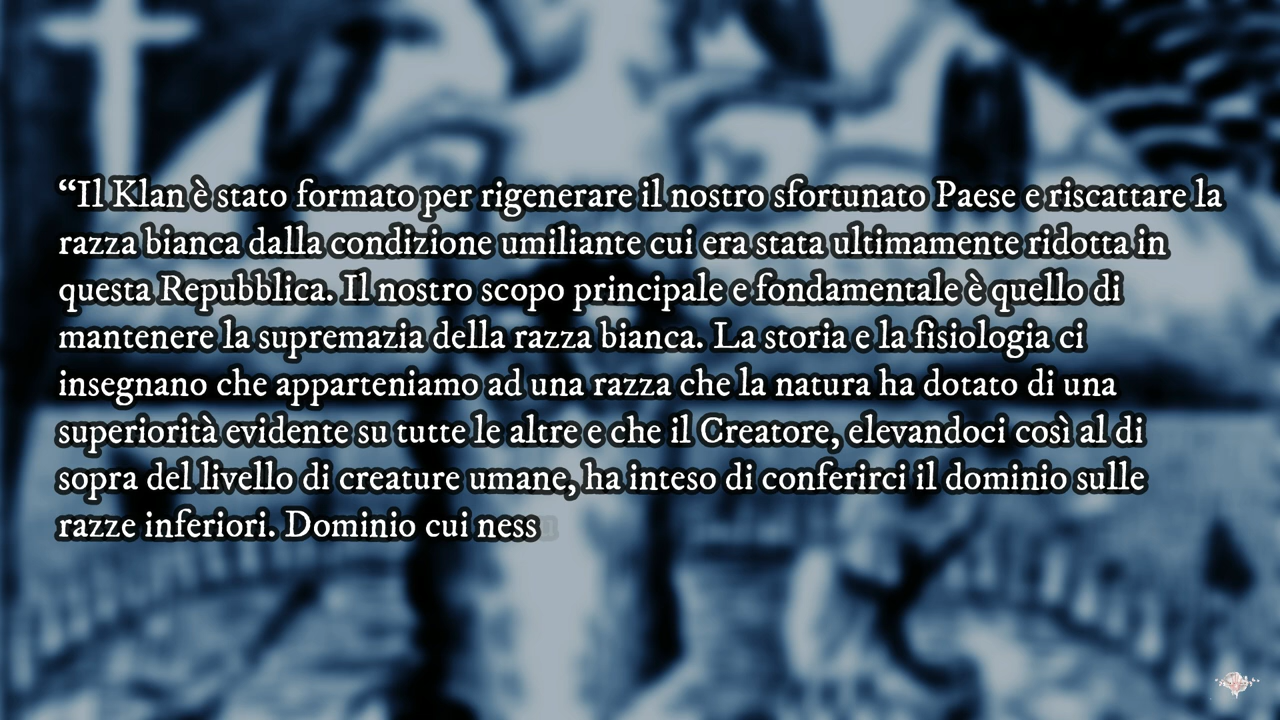 “Il Klan è stato formato per rigenerare il nostro sfortunato Paese e riscattare la
razza bianca dalla condizione umiliante cui era stata ultimamente ridotta in
questa Repubblica. Il nostro scopo principale e fondamentale è quello di
mantenere la supremazia della razza bianca. La storia e la fisiologia ci
insegnano che apparteniamo ad una razza che la natura ha dotato di una
superiorità evidente su tutte le altre e che il Creatore, elevandoci così al di
sopra del livello di creature umane, ha inteso di conferirci il dominio sulle
razze inferiori. Dominio cui ness